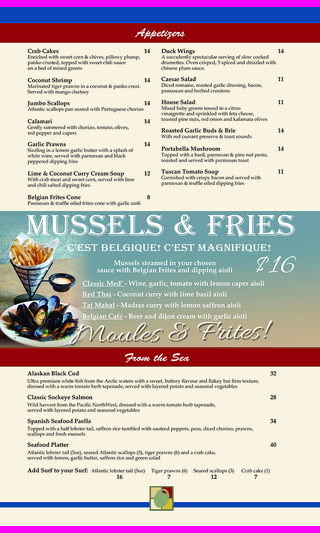 Appetizers
Crab Cakes 14
Enriched with sweet corn & chives, pillowy plump,
panko crusted, topped with sweet chili sauce
on a bed of mixed greens
Coconut Shrimp 14
Marinated tiger prawns in a coconut & panko crust.
Served with mango chutney
Jumbo Scallops 14
Atlantic scallops pan seared with Portuguese chorizo
Calamari 14
Gently simmered with chorizo, tomato, olives,
red pepper and capers
Garlic Prawns 14
Sizzling in a lemon garlic butter with a splash of
white wine, served with parmesan and black
peppered dipping fries
Lime & Coconut Curry Cream Soup 12
With crab meat and sweet corn, served with lime
and chili salted dipping fries
Belgian Frites Cone 8
Parmesan & truffle oiled frites cone with garlic aioli
Duck Wings 14
A succulently spectacular serving of slow cooked
drumettes. Oven crisped, 5 spiced and drizzled with
chinese plum sauce.
Caesar Salad 11
Diced romaine, roasted garlic dressing, bacon,
parmesan and herbed croutons
House Salad 11
Mixed baby greens tossed in a citrus
vinaigrette and sprinkled with feta cheese,
toasted pine nuts, red onion and kalamata olives
Roasted Garlic Buds & Brie 14
With red currant preserve & toast rounds
Portabella Mushroom 14
Topped with a basil, parmesan & pine nut pesto,
roasted and served with parmesan toast
Tuscan Tomato Soup 11
Garnished with crispy bacon and served with
parmesan & truffle oiled dipping fries
MUSSELS & FRIES
C'EST BELGIQUE! C'EST MAGNIFIQUE!
Mussels steamed in your chosen
sauce with Belgian Frites and dipping aioli
$16
Classic Med' - Wine, garlic, tomato with lemon caper aioli
Red Thai - Coconut curry with lime basil aioli
Taj Mahal - Madras curry with lemon saffron aioli
Belgian Café - Beer and dijon cream with garlic aioli
Moules & Frites!
From the Sea
Alaskan Black Cod 32
Ultra premium white fish from the Arctic waters with a sweet, buttery flavour and flakey but firm texture,
dressed with a warm tomato herb tapenade, served with layered potato and seasonal vegetables
Classic Sockeye Salmon 28
Wild harvest from the Pacific NorthWest, dressed with a warm tomato herb tapenade,
served with layered potato and seasonal vegetables
Spanish Seafood Paella 34
Topped with a half lobster tail, saffron rice tumbled with sauteed peppers, peas, diced chorizo, prawns,
scallops and fresh mussels
Seafood Platter 40
Atlantic lobster tail (5oz), seared Atlantic scallops (3), tiger prawns (6) and a crab cake,
served with lemon, garlic butter, saffron rice and green salad
Add Surf to your Surf: Atlantic lobster tail (5oz) Tiger prawns (6) Seared scallops (3) Crab cake (1)
16 7 12 7